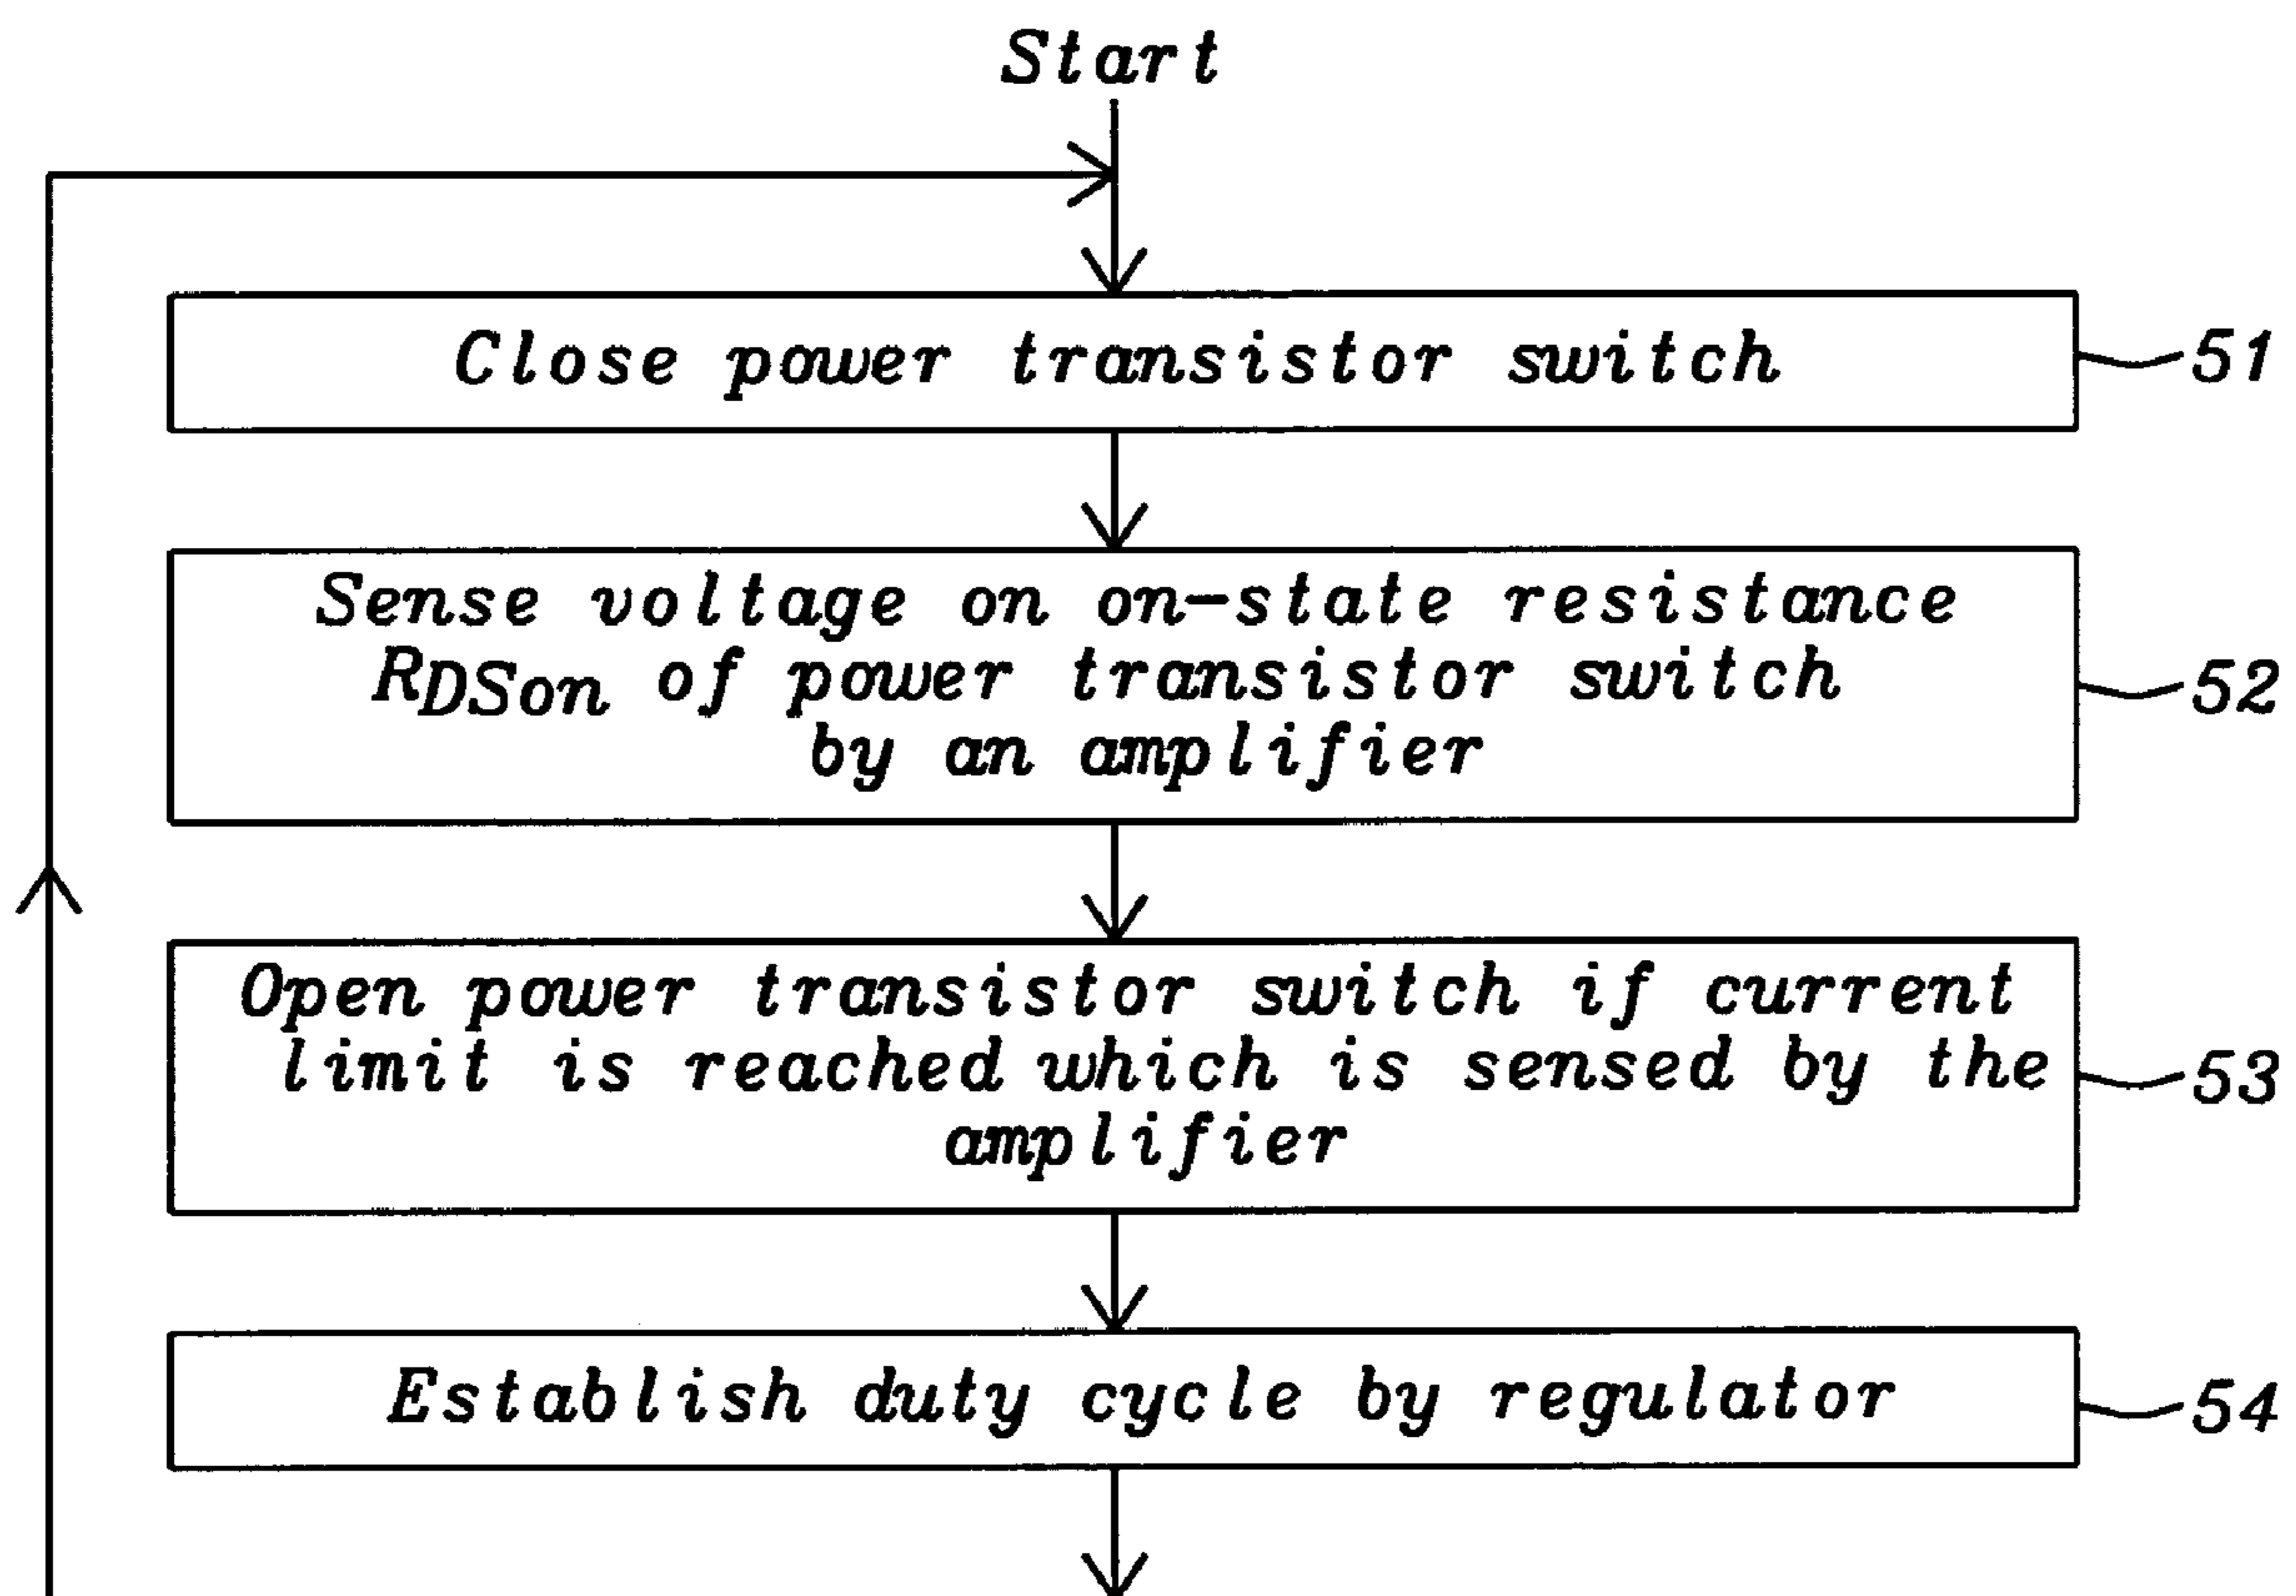 Start
Close power transistor switch
51
Sense voltage on on-state resistance
RDSon of power transistor switch
by an amplifier
52
Open power transistor switch if current
limit is reached which is sensed by the
amplifier
53
Establish duty cycle by regulator
54